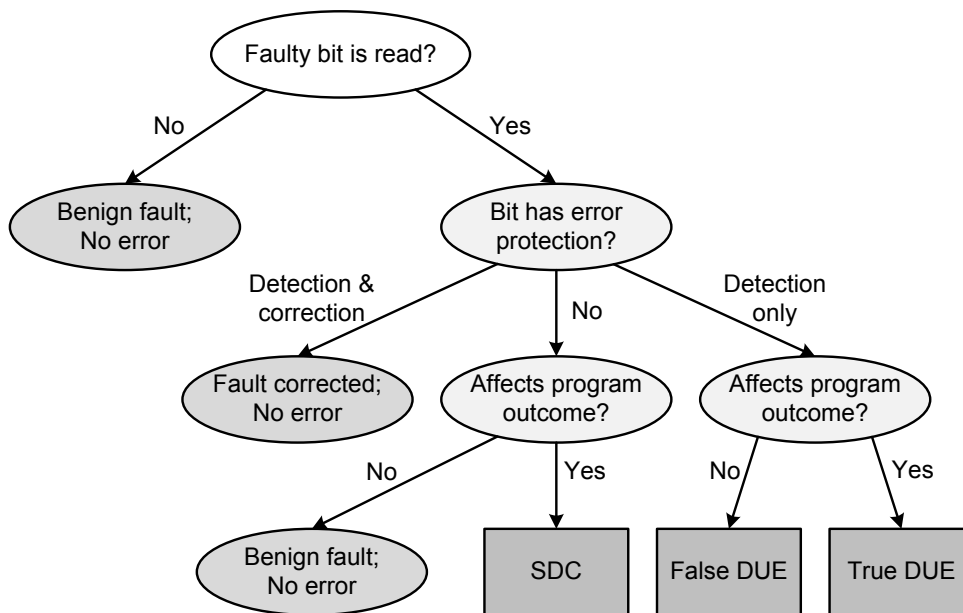 Faulty bit is read?
No
Yes
Benign fault;
No error
Bit has error
protection?
Detection &
correction
No
Detection
only
Fault corrected;
No error
Affects program
outcome?
Affects program
outcome?
No
Yes
No
Yes
Benign fault;
No error
SDC
False DUE
True DUE